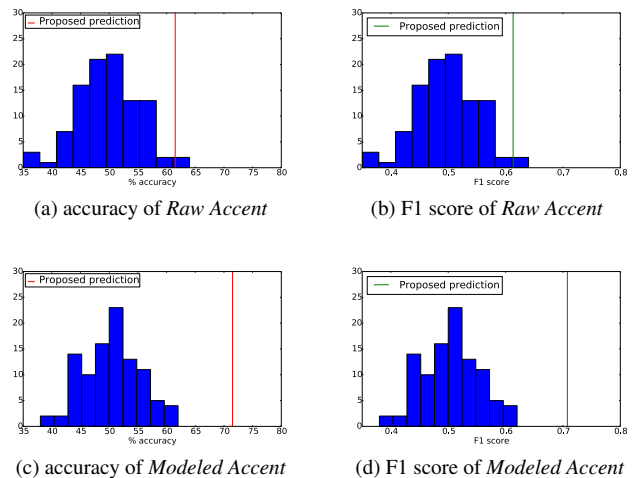 Proposed prediction
30
25
20
15
10
5
0
35 40 45 50 55 60 65 70 75 80
% accuracy
(a) accuracy of Raw Accent
Proposed prediction
30
25
20
15
10
5
0
0.4 0.5 0.6 0.7 0.8
F1 score
(b) F1 score of Raw Accent
Proposed prediction
30
25
20
15
10
5
0
35 40 45 50 55 60 65 70 75 80
% accuracy
(c) accuracy of Modeled Accent
Proposed prediction
30
25
20
15
10
5
0
0.4 0.5 0.6 0.7 0.8
F1 score
(d) F1 score of Modeled Accent